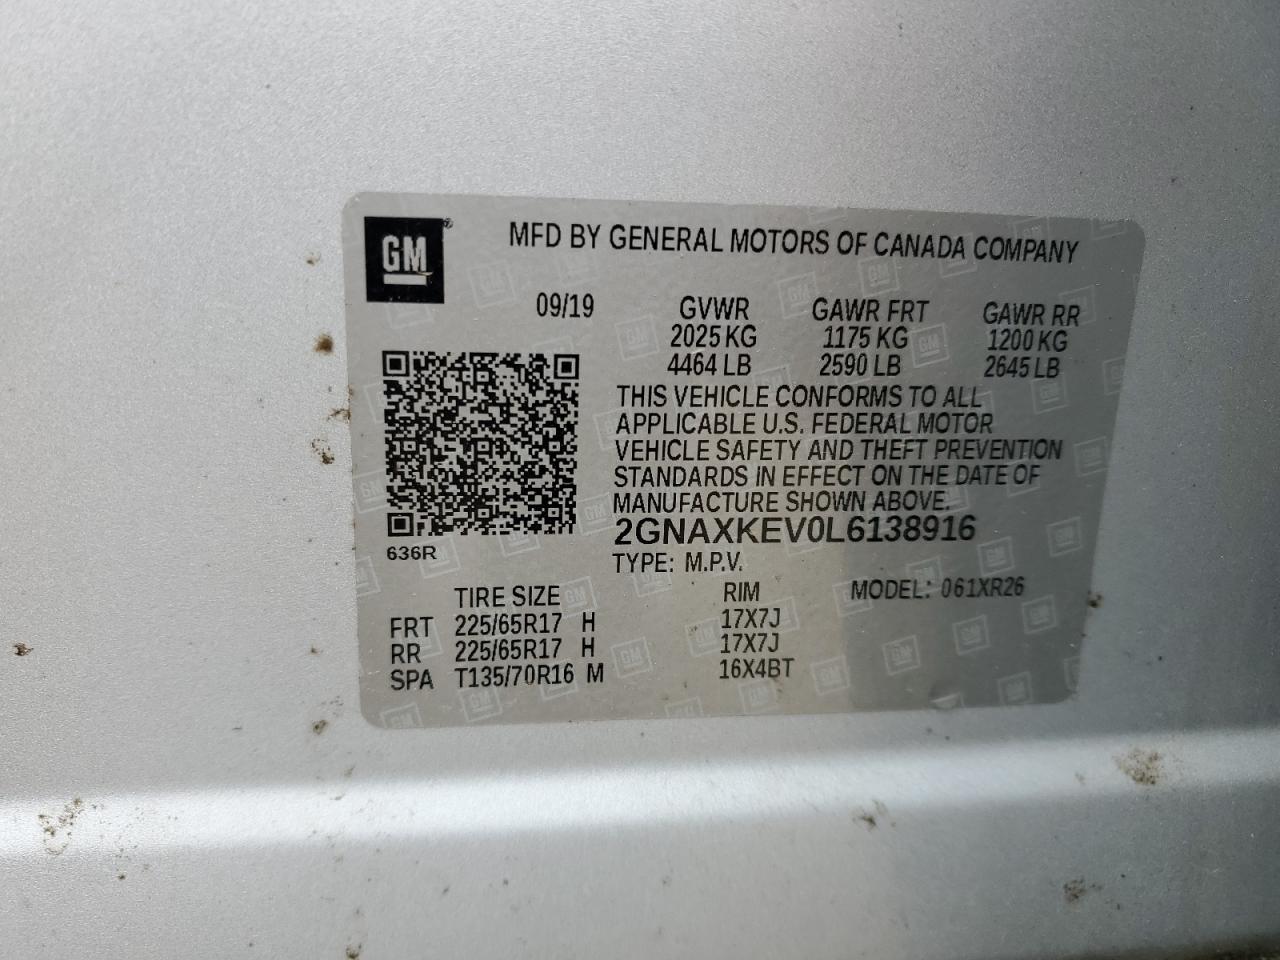 GM
MFD BY GENERAL MOTORS OF CANADA COMPANY
09/19 GVWR GAWR FRT GAWR RR
2025 KG 1175 KG 1200 KG
4464 LB 2590 LB 2645 LB
THIS VEHICLE CONFORMS TO ALL
APPLICABLE U.S. FEDERAL MOTOR
VEHICLE SAFETY AND THEFT PREVENTION
STANDARDS IN EFFECT ON THE DATE OF
MANUFACTURE SHOWN ABOVE.
2GNAXKEV0L6138916
636R
TYPE: M.P.V.
TIRE SIZE RIM MODEL: 061XR26
FRT 225/65R17 H 17X7J
RR 225/65R17 H 17X7J
SPA T135/70R16 M 16X4BT